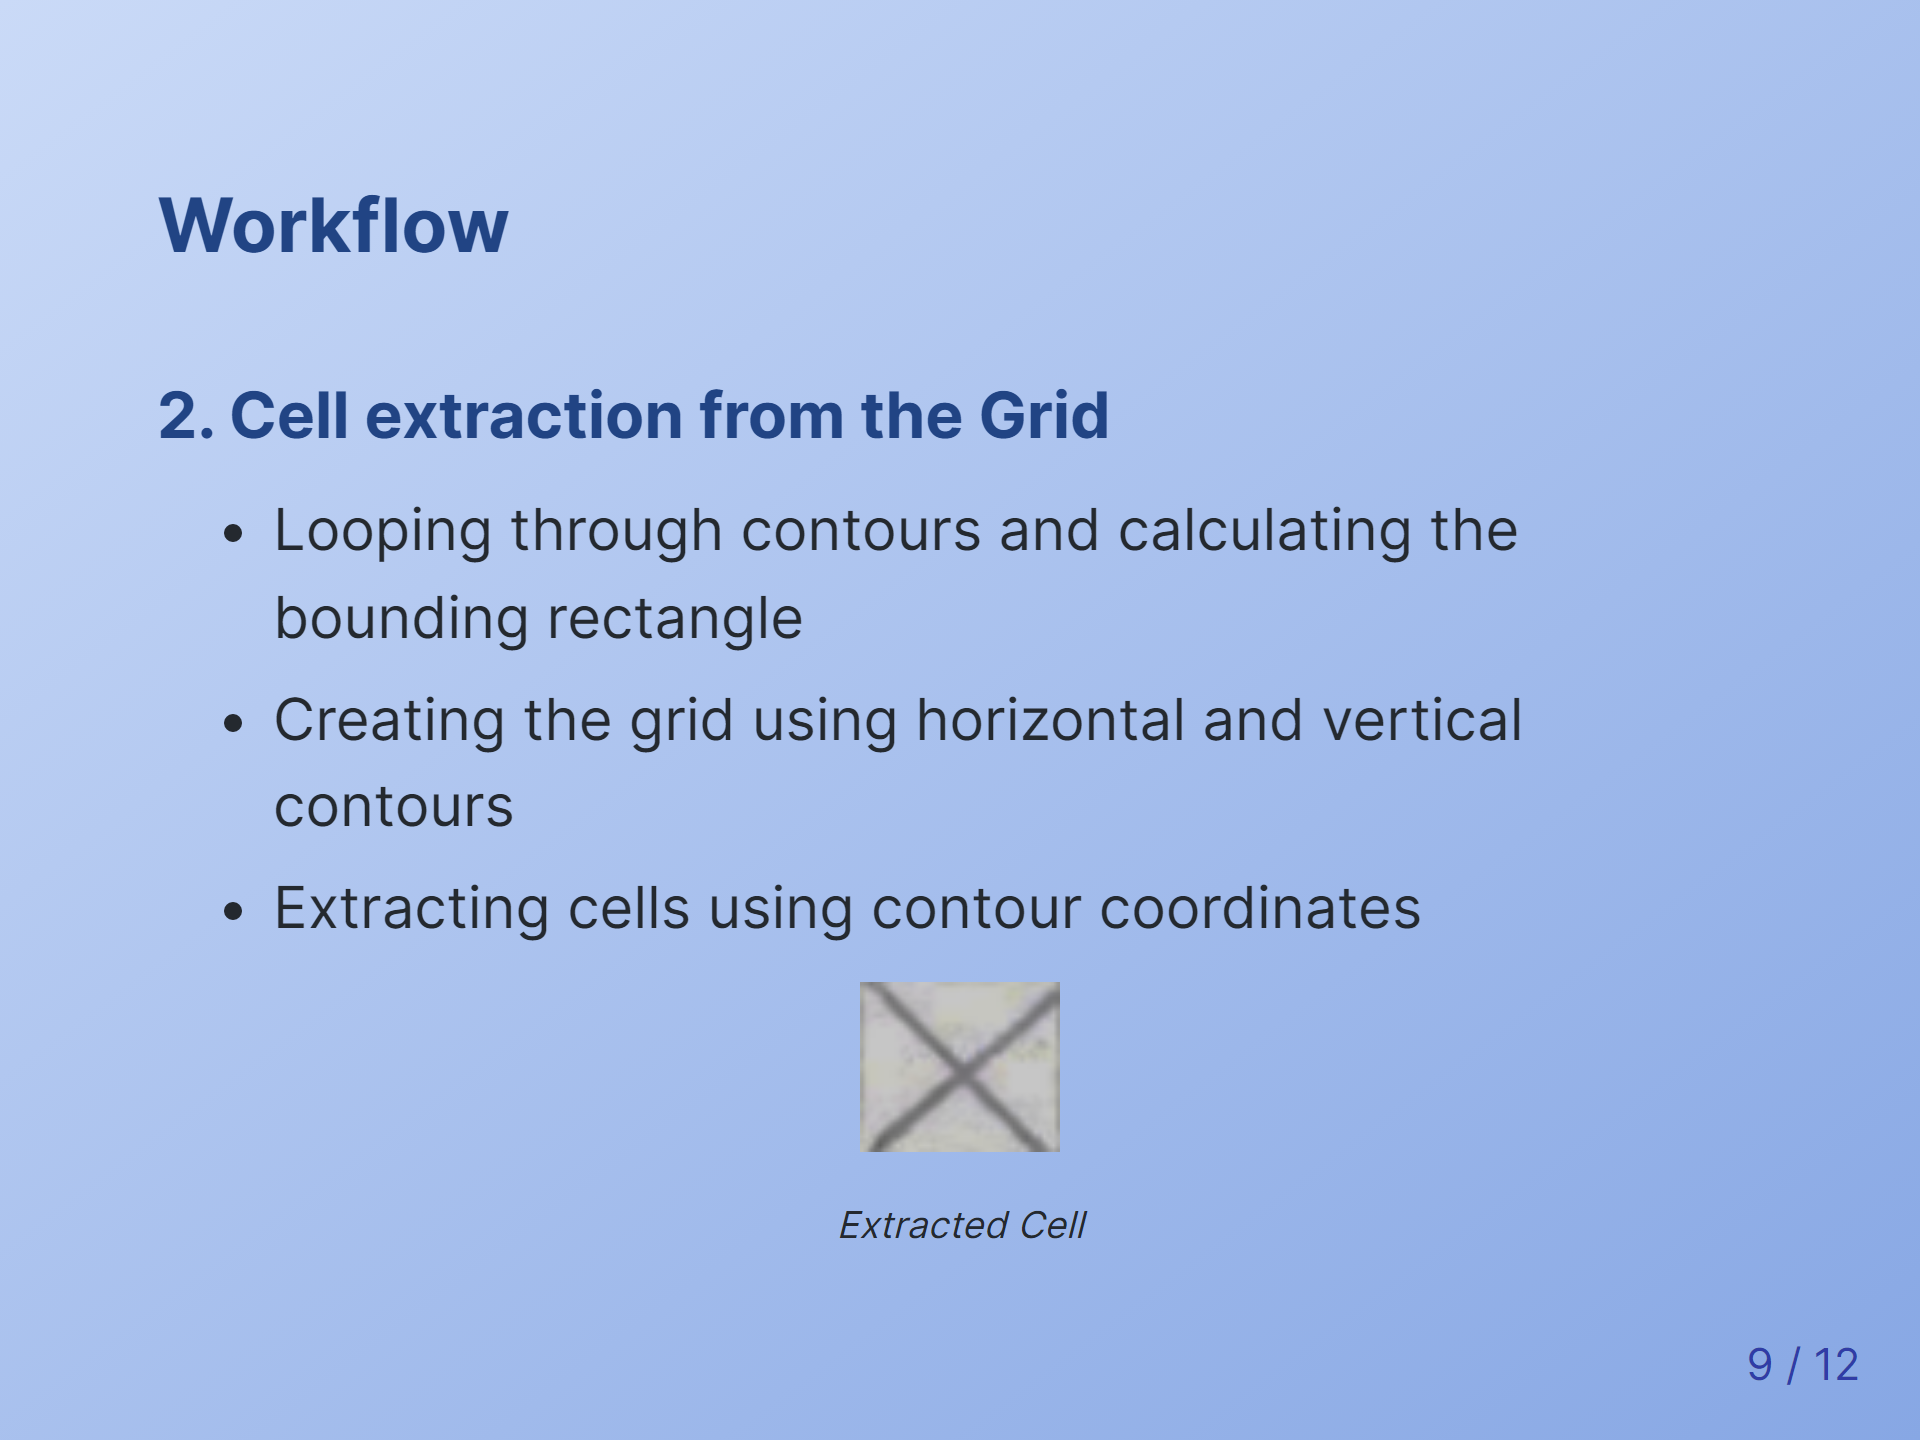 Workflow
2. Cell extraction from the Grid
• Looping through contours and calculating the
bounding rectangle
• Creating the grid using horizontal and vertical
contours
• Extracting cells using contour coordinates
Extracted Cell
9 / 12